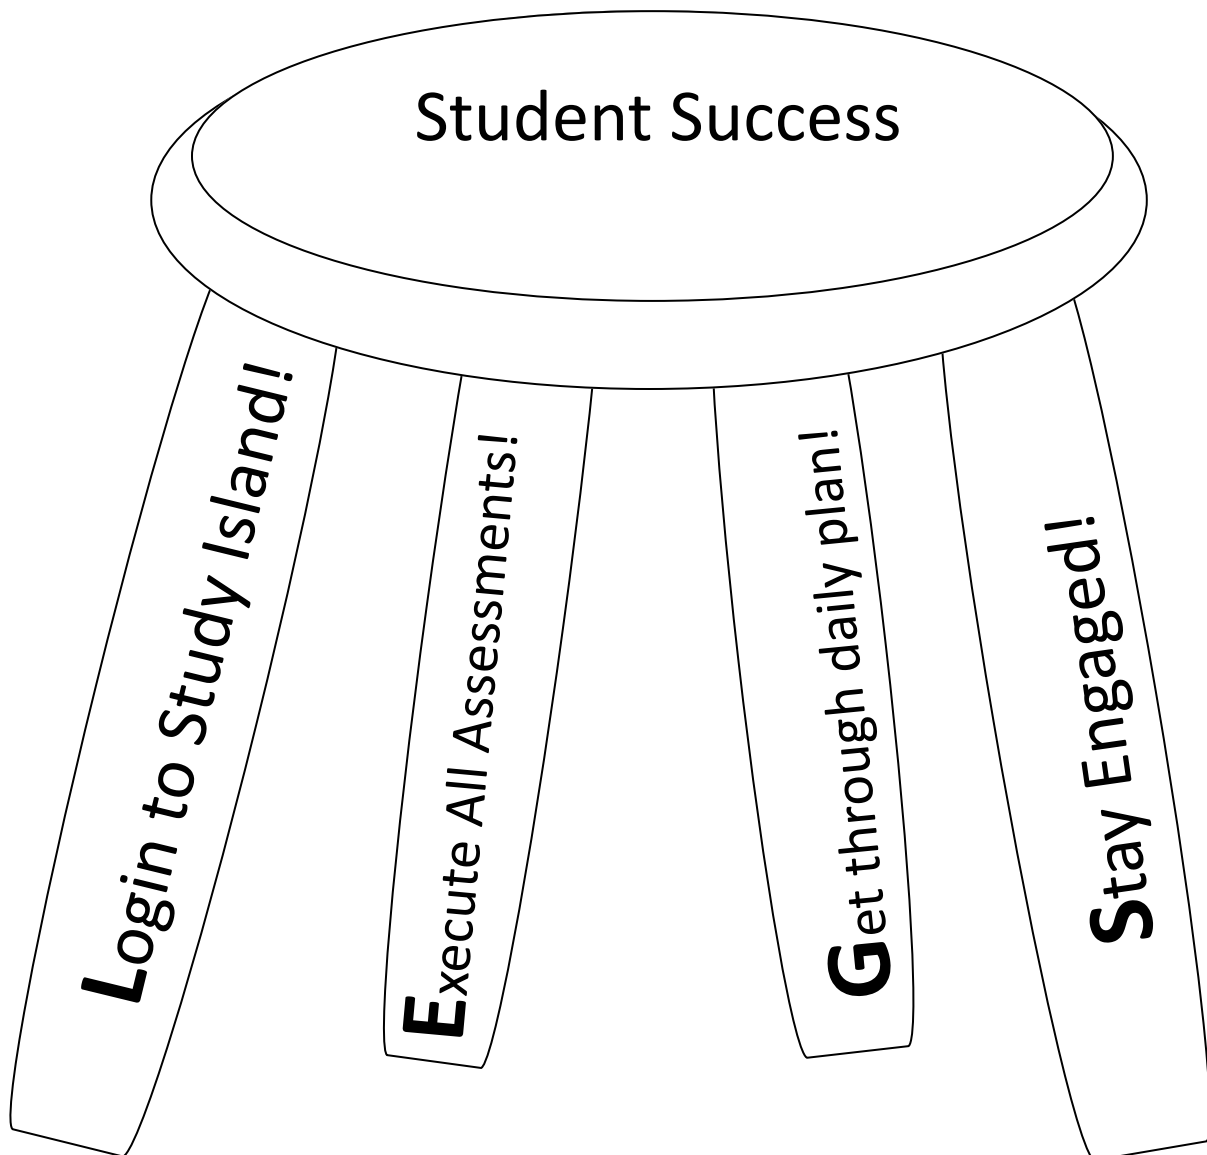 Student Success
Login to Study Island!
Execute All Assessments!
Get through daily plan!
Stay Engaged!